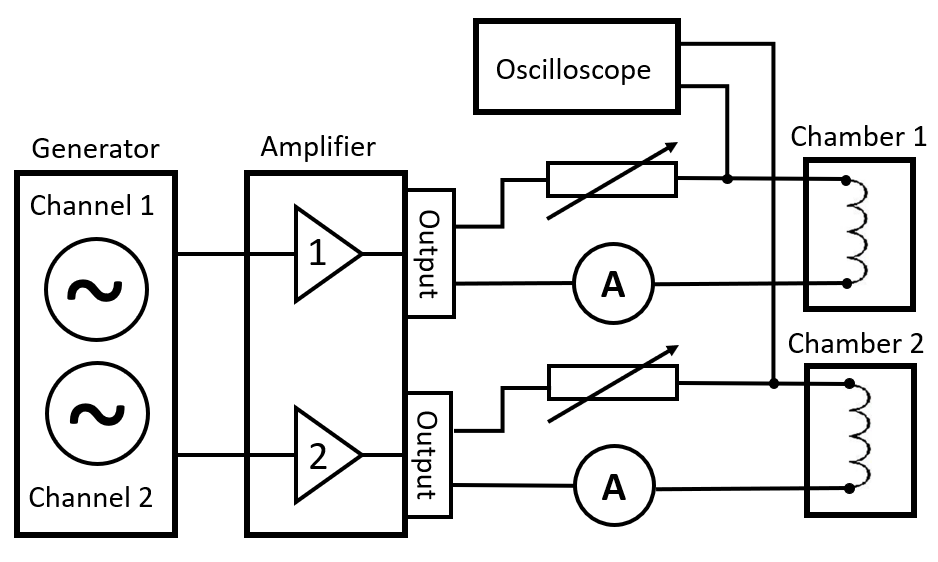 Oscilloscope
Generator
Amplifier
Chamber 1
Channel 1
1
Output
A
Chamber 2
Channel 2
2
Output
A